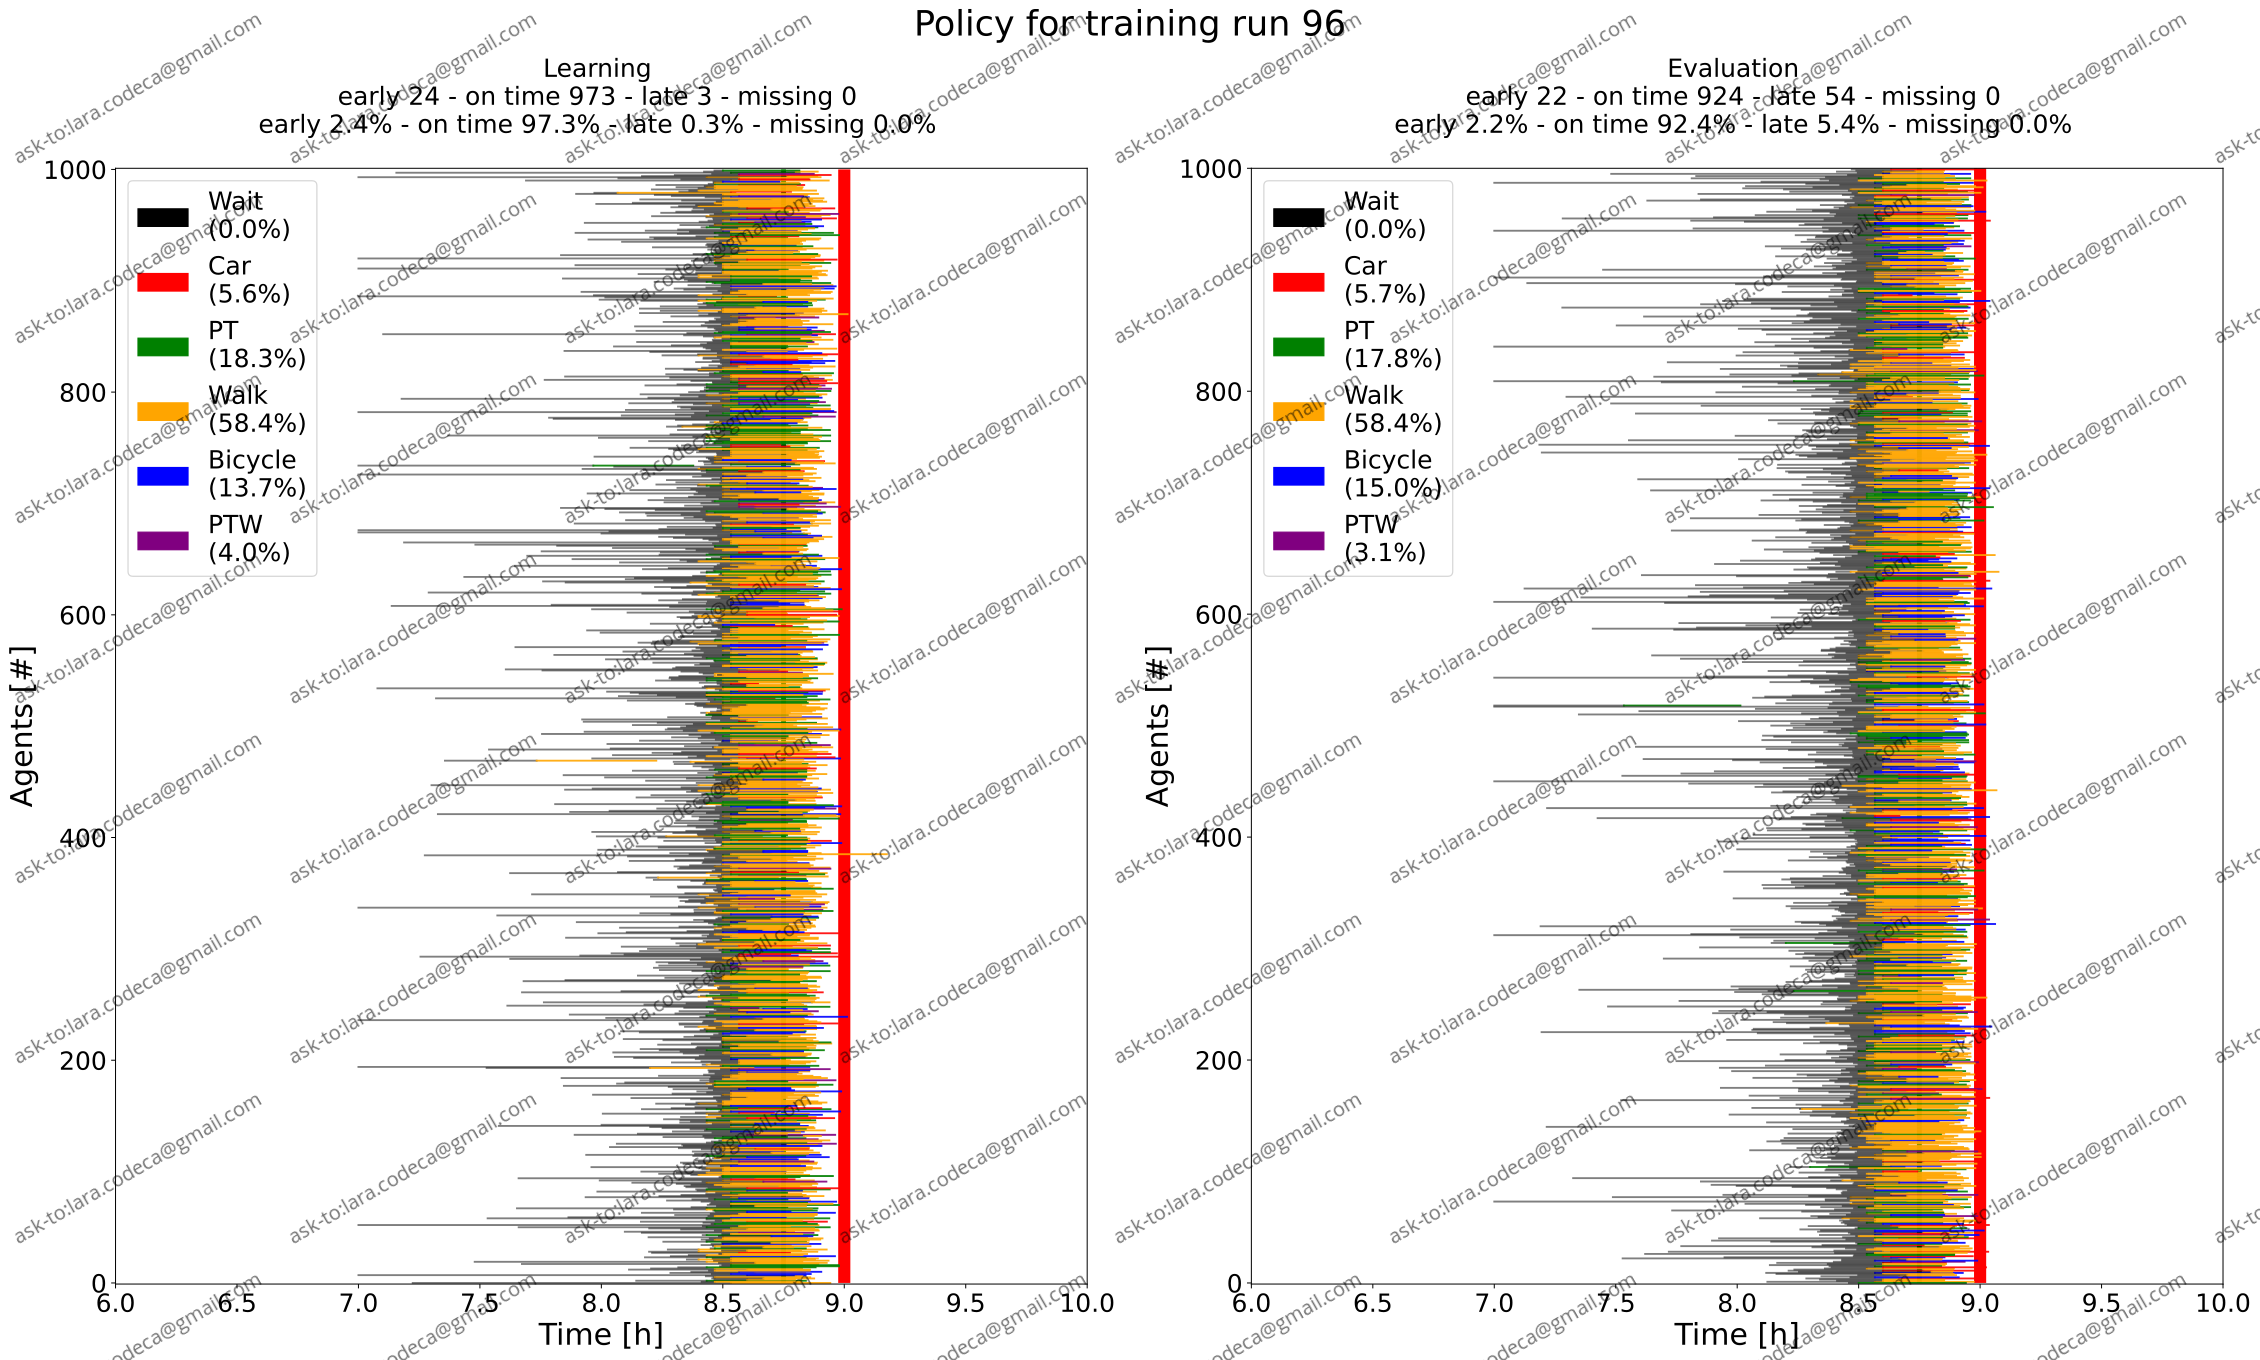 Policy for training run 96
Learning
early 24 - on time 973 - late 3 - missing 0
early 2.4% - on time 97.3% - late 0.3% - missing 0.0%
Wait
(0.0%)
Car
(5.6%)
PT
(18.3%)
Walk
(58.4%)
Bicycle
(13.7%)
PTW
(4.0%)
Agents [#]
1000
800
600
400
200
0
6.0 6.5 7.0 7.5 8.0 8.5 9.0 9.5 10.0
Time [h]
Evaluation
early 22 - on time 924 - late 54 - missing 0
early 2.2% - on time 92.4% - late 5.4% - missing 0.0%
Wait
(0.0%)
Car
(5.7%)
PT
(17.8%)
Walk
(58.4%)
Bicycle
(15.0%)
PTW
(3.1%)
Agents [#]
1000
800
600
400
200
0
6.0 6.5 7.0 7.5 8.0 8.5 9.0 9.5 10.0
Time [h]
ask-to:lara.codeca@gmail.com